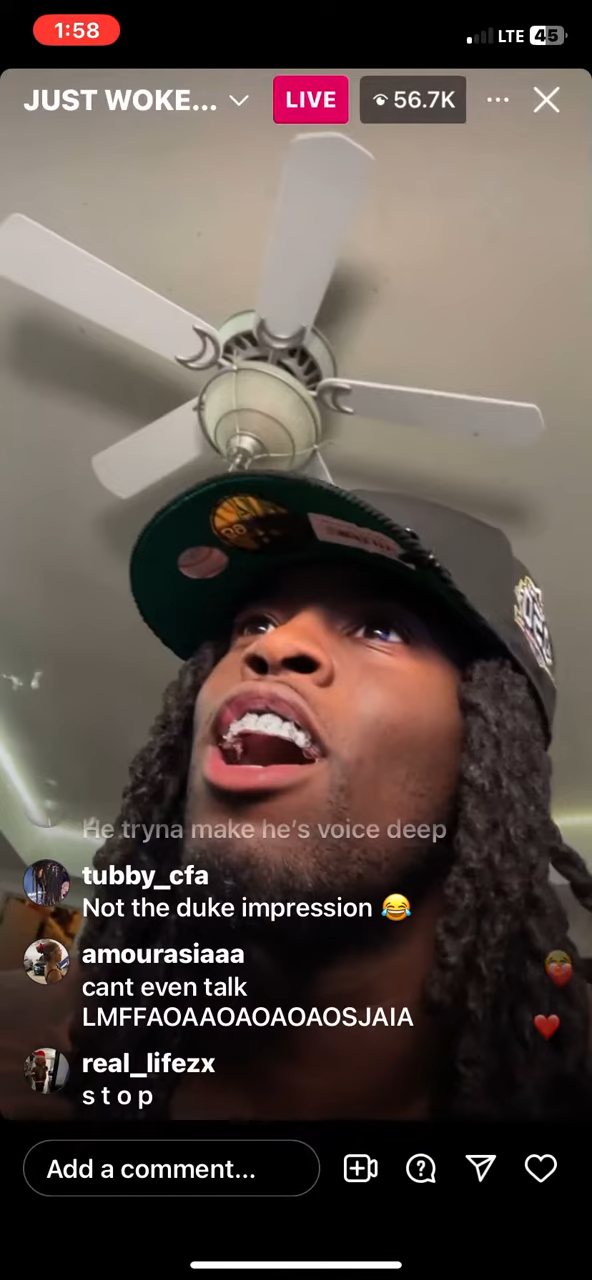 1:58
LTE 45
JUST WOKE...
LIVE
56.7K
He tryna make he's voice deep
tubby_cfa
Not the duke impression 😂
amourasiaaa
cant even talk
LMFFAOAAOAOAOAOSJAIA
real_lifezx
s t o p
Add a comment...